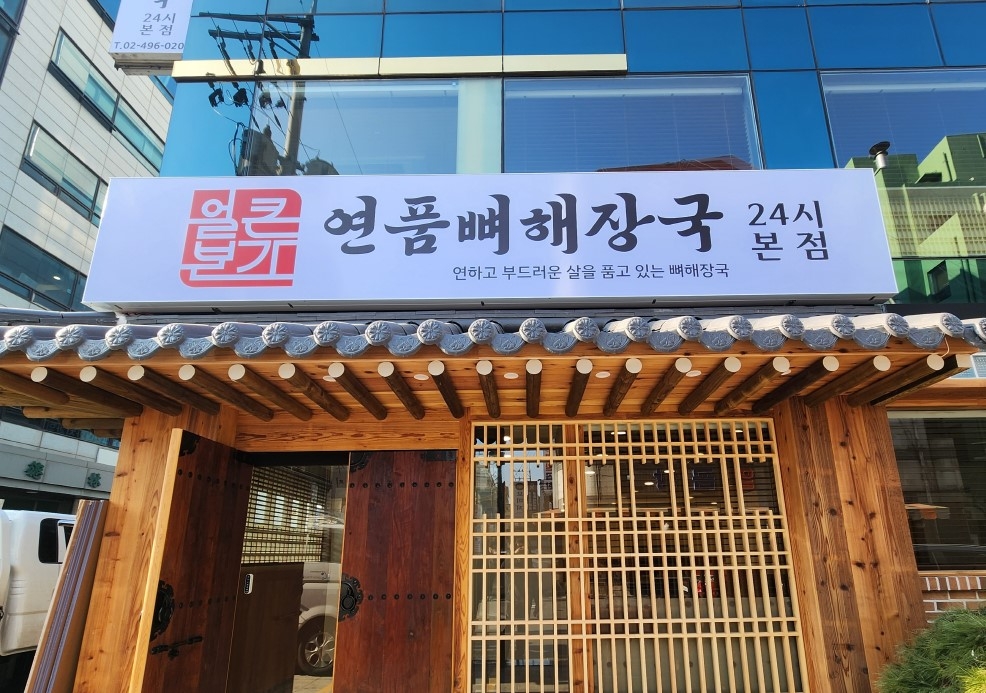 24시
본점
T.02-496-020
얼큰
본가
연품뼈해장국
24시
본점
연하고 부드러운 살을 품고 있는 뼈해장국